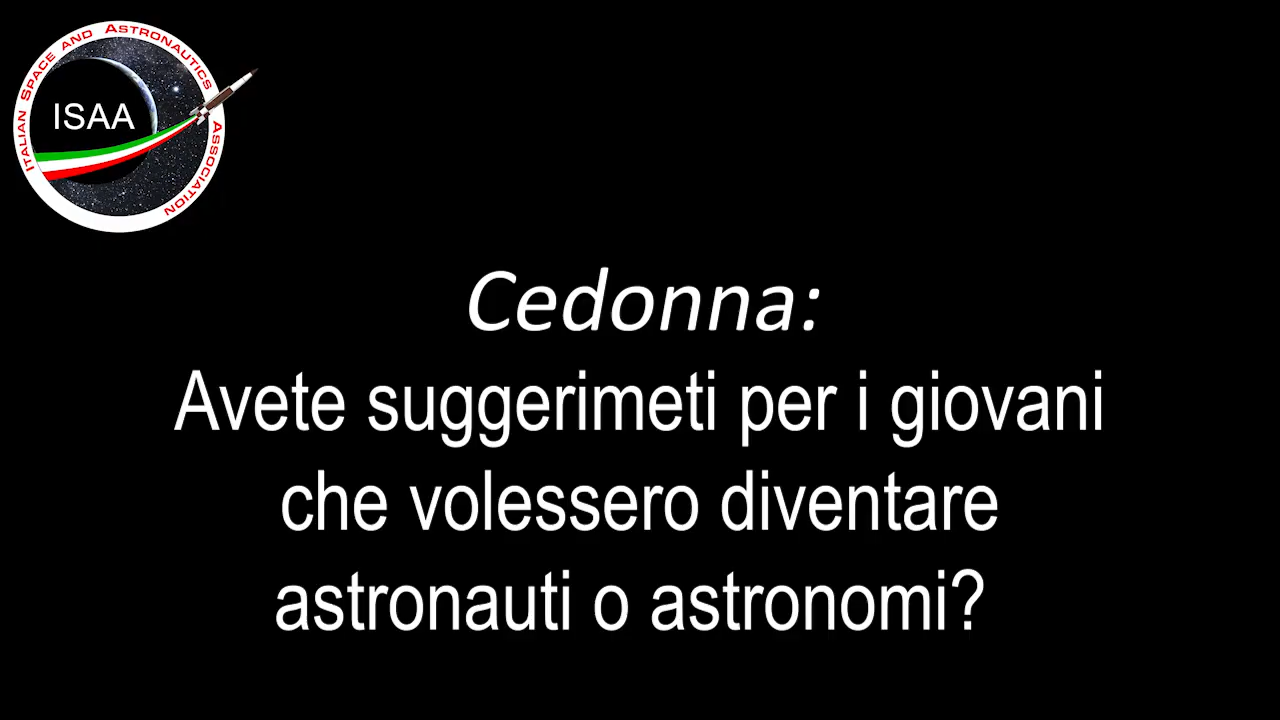 ITALIAN SPACE AND ASTRONAUTICS ASSOCIATION
ISAA
Cedonna:
Avete suggerimeti per i giovani
che volessero diventare
astronauti o astronomi?